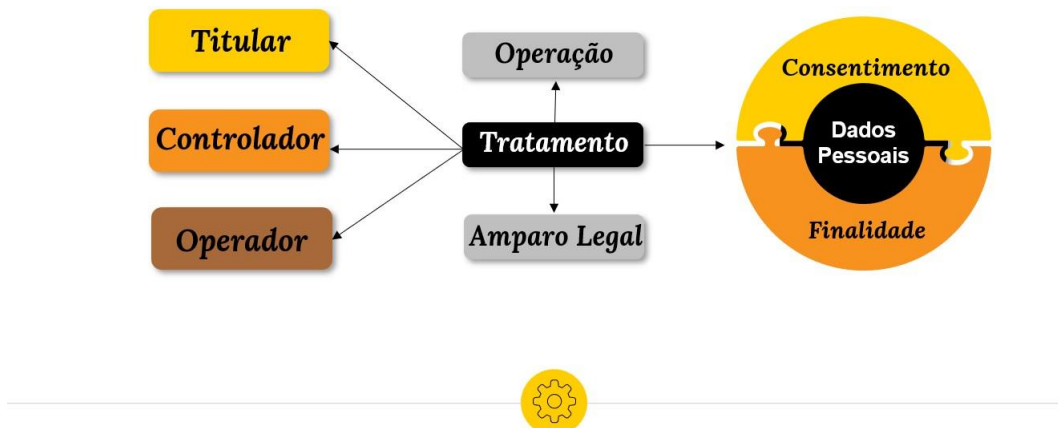 Titular
Controlador
Operador
Operação
Tratamento
Amparo Legal
Consentimento
Dados
Pessoais
Finalidade